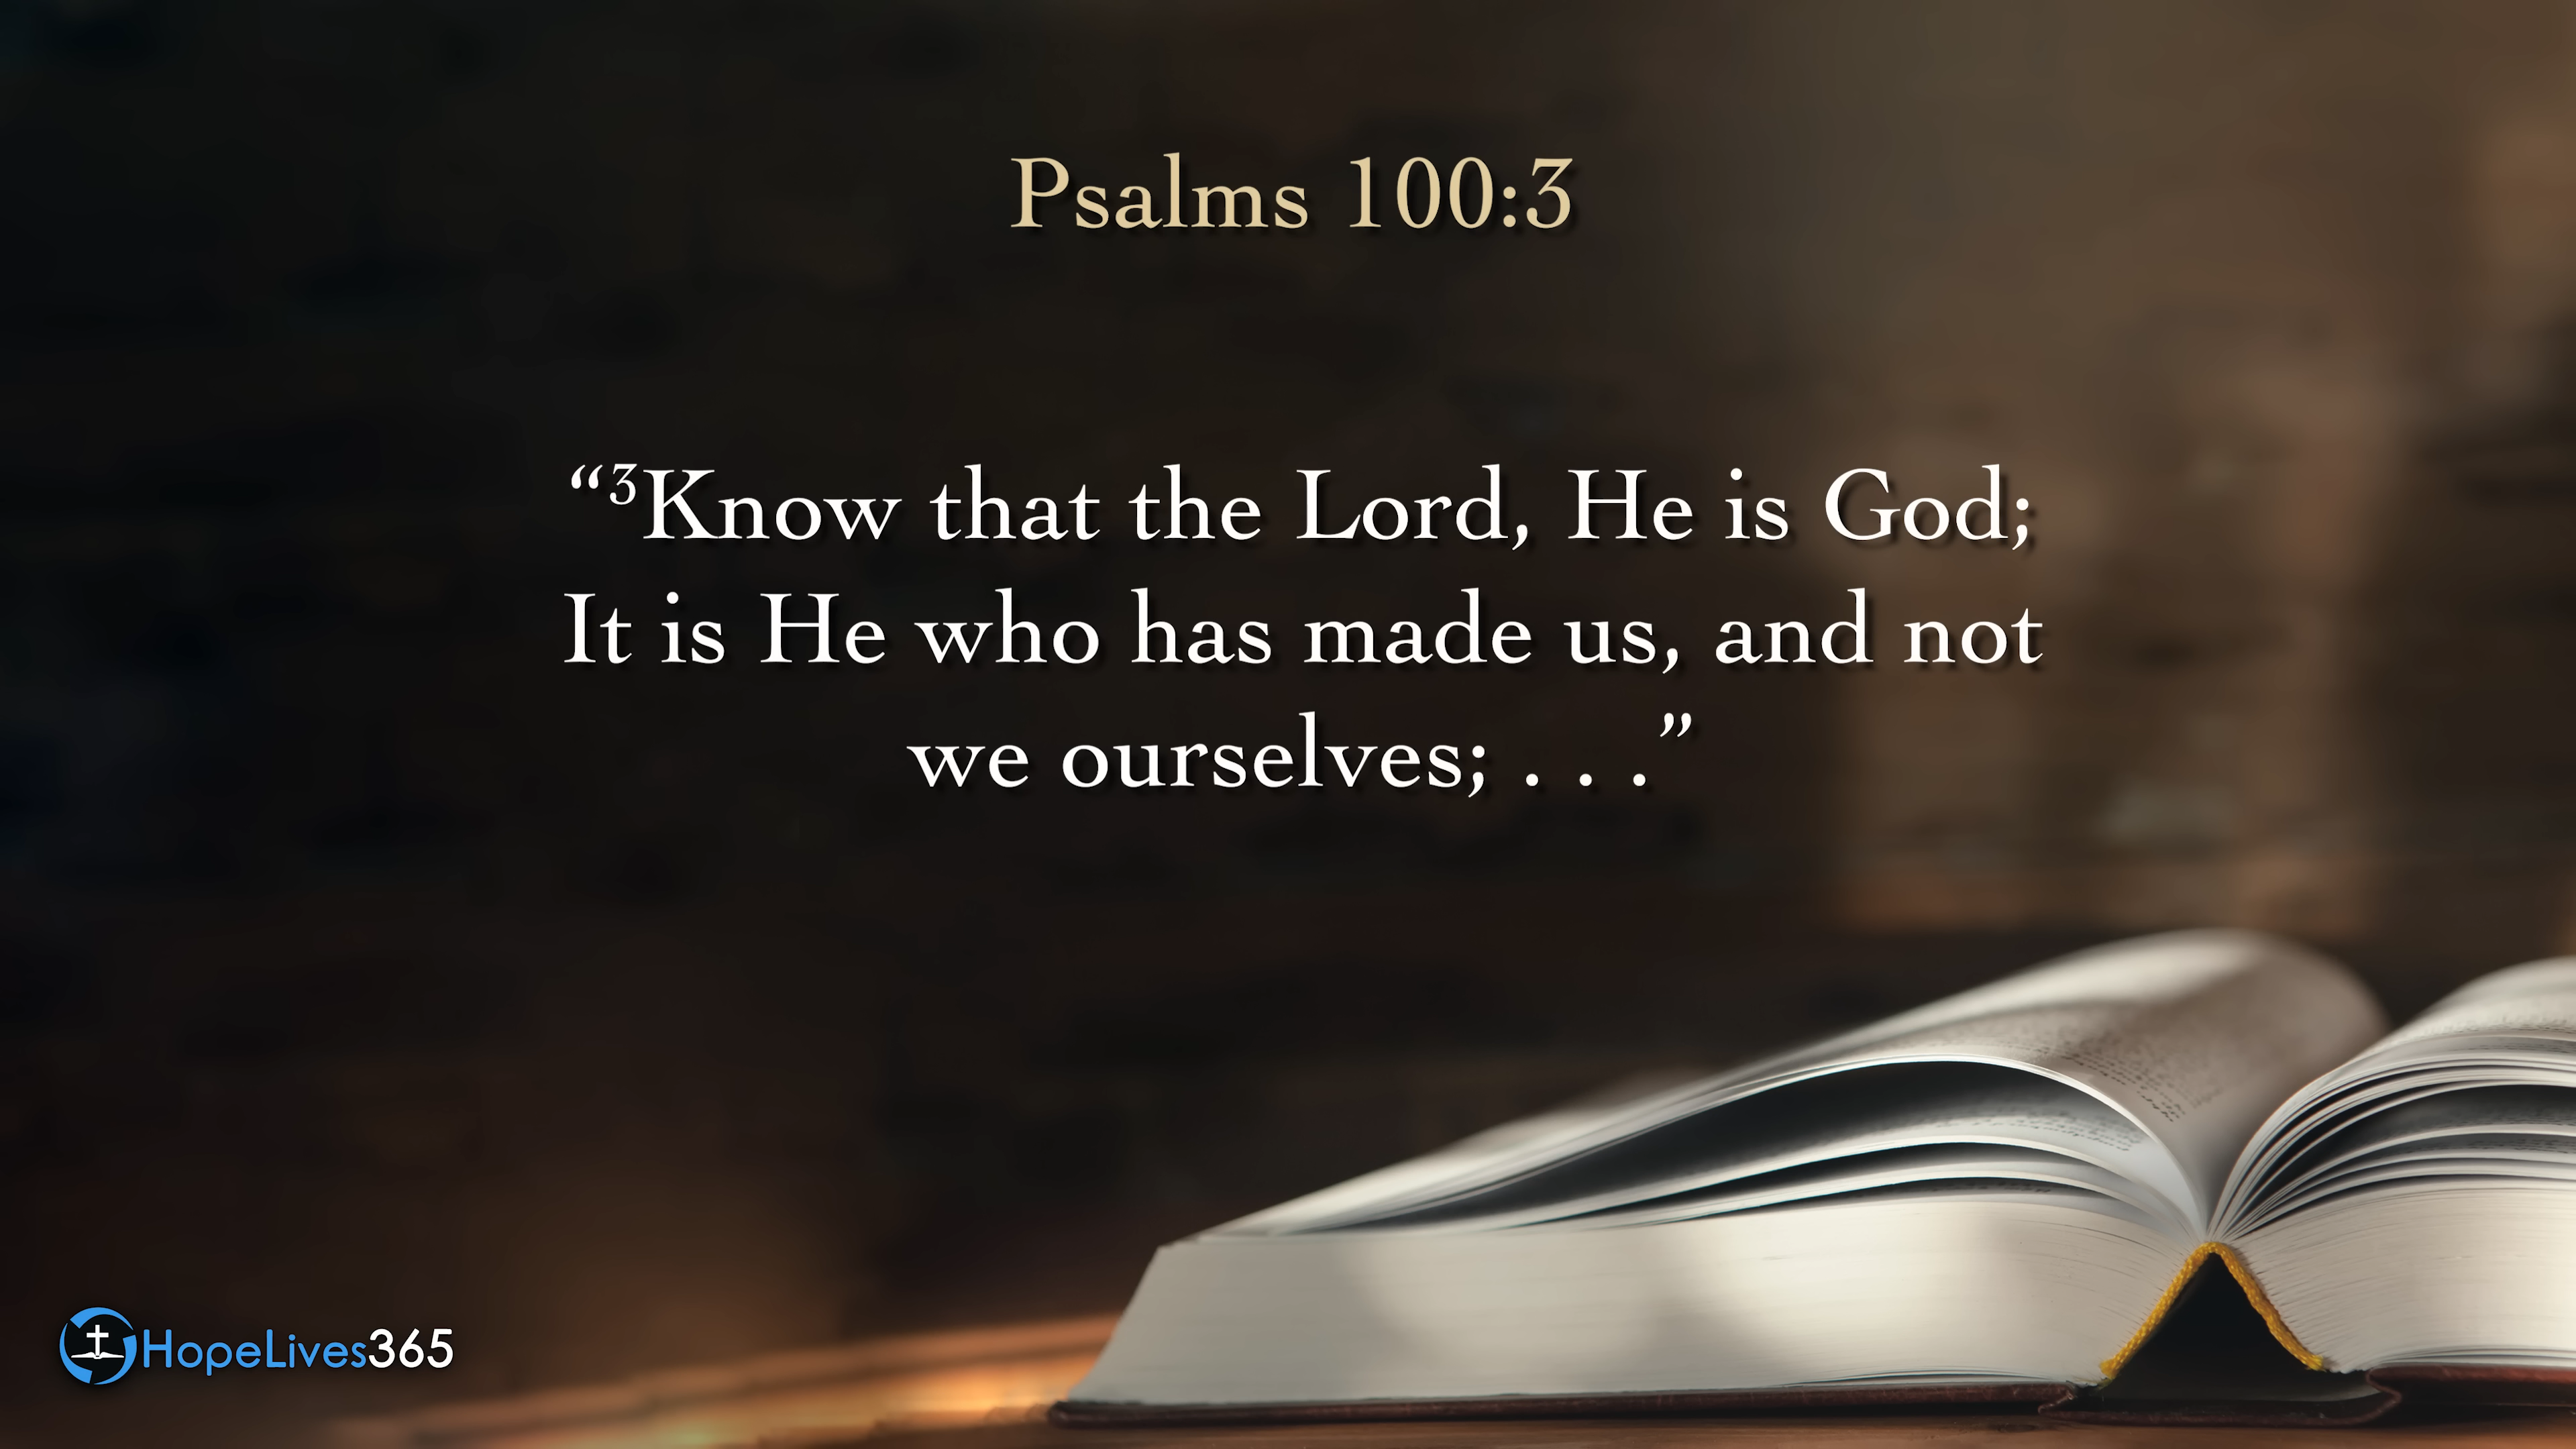 Psalms 100:3
“³Know that the Lord, He is God;
It is He who has made us, and not
we ourselves; . . .”
HopeLives365